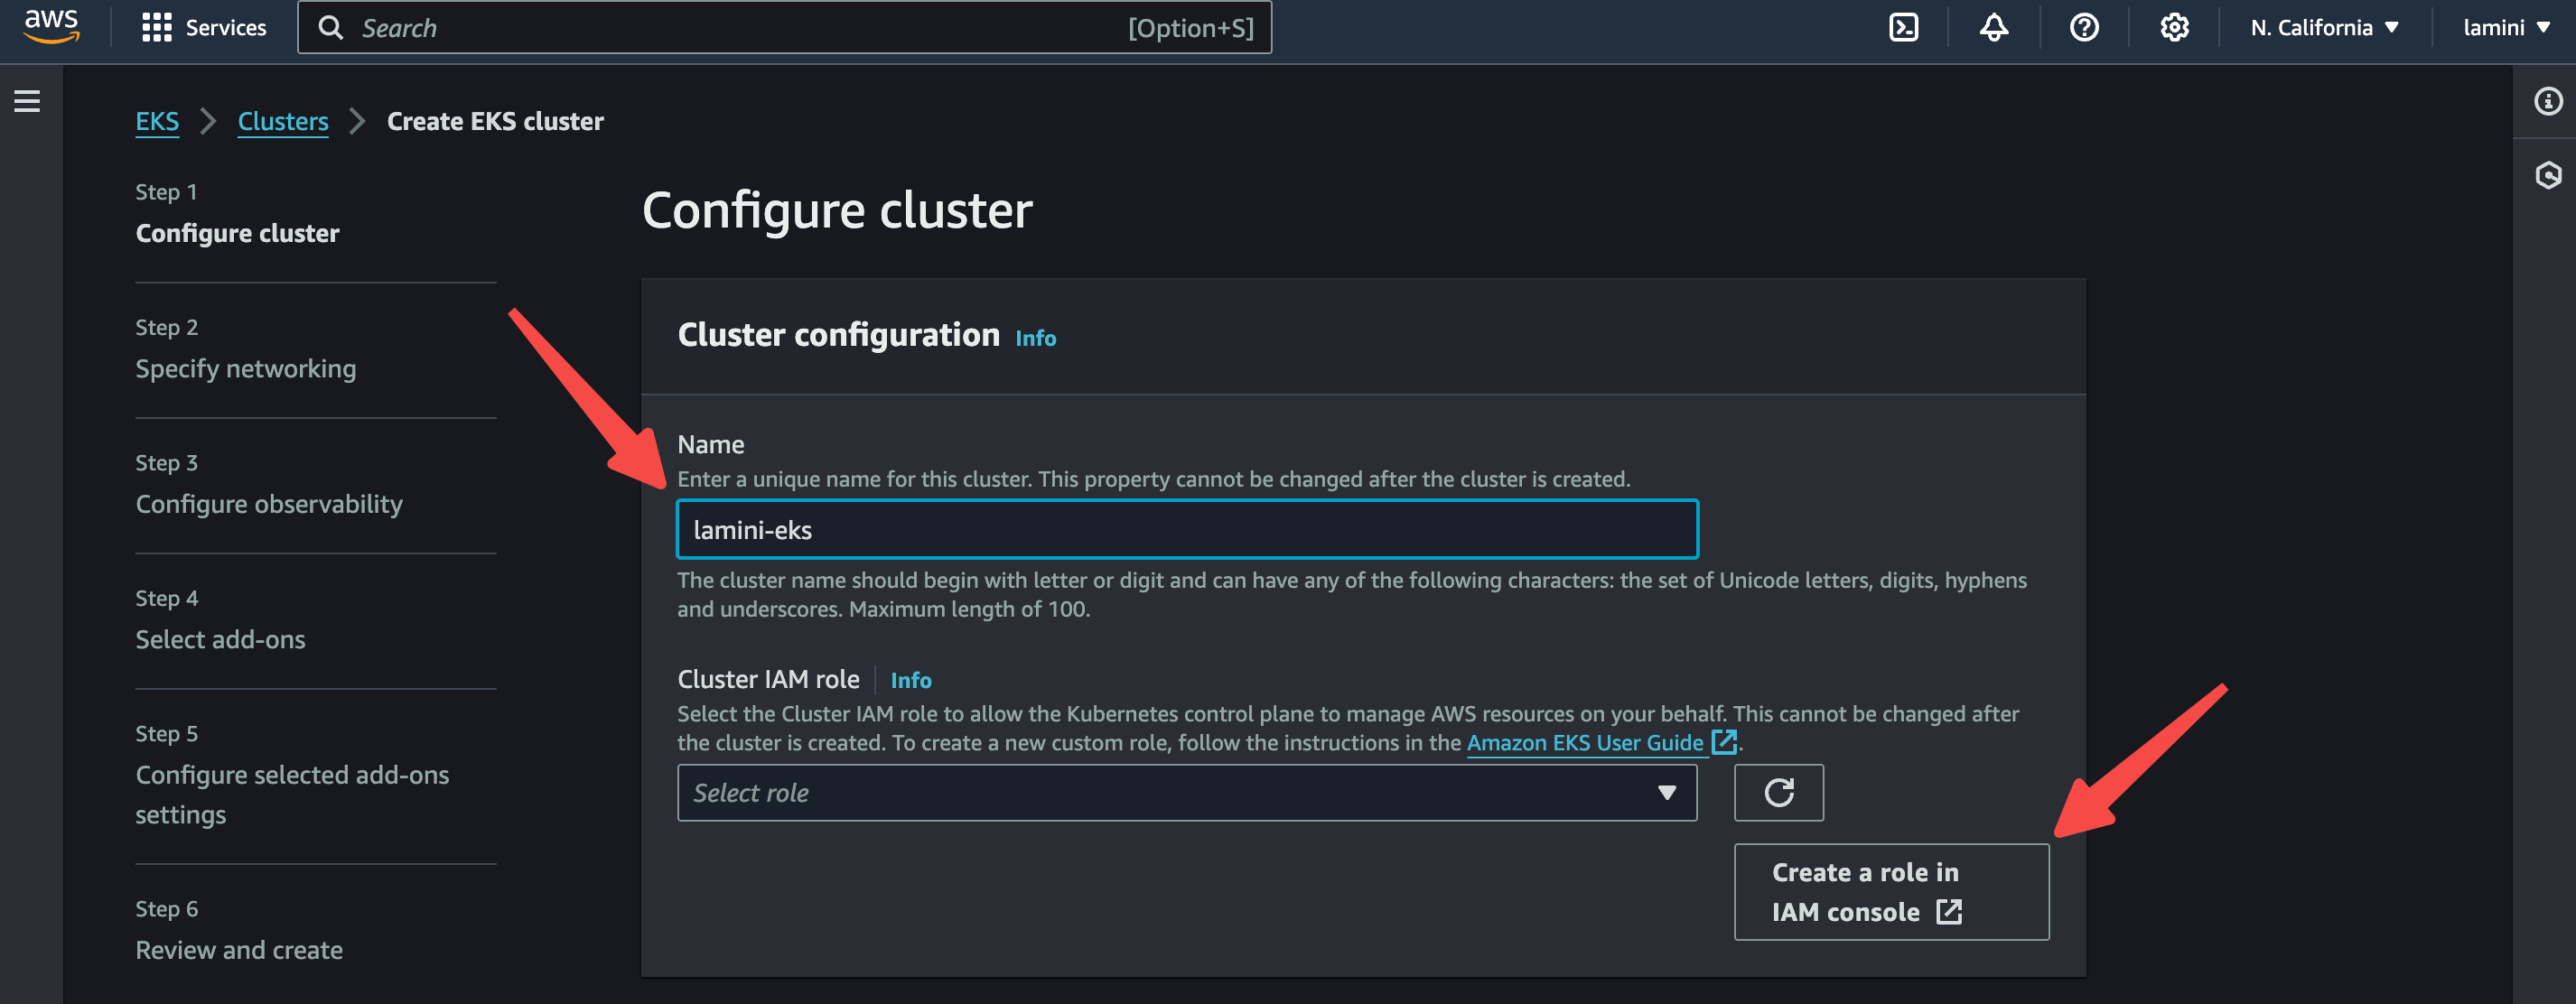 aws
Services
Search
[Option+S]
N. California
lamini
EKS
Clusters
Create EKS cluster
Step 1
Configure cluster
Step 2
Specify networking
Step 3
Configure observability
Step 4
Select add-ons
Step 5
Configure selected add-ons
settings
Step 6
Review and create
Configure cluster
Cluster configuration Info
Name
Enter a unique name for this cluster. This property cannot be changed after the cluster is created.
lamini-eks
The cluster name should begin with letter or digit and can have any of the following characters: the set of Unicode letters, digits, hyphens
and underscores. Maximum length of 100.
Cluster IAM role Info
Select the Cluster IAM role to allow the Kubernetes control plane to manage AWS resources on your behalf. This cannot be changed after
the cluster is created. To create a new custom role, follow the instructions in the Amazon EKS User Guide.
Select role
Create a role in
IAM console